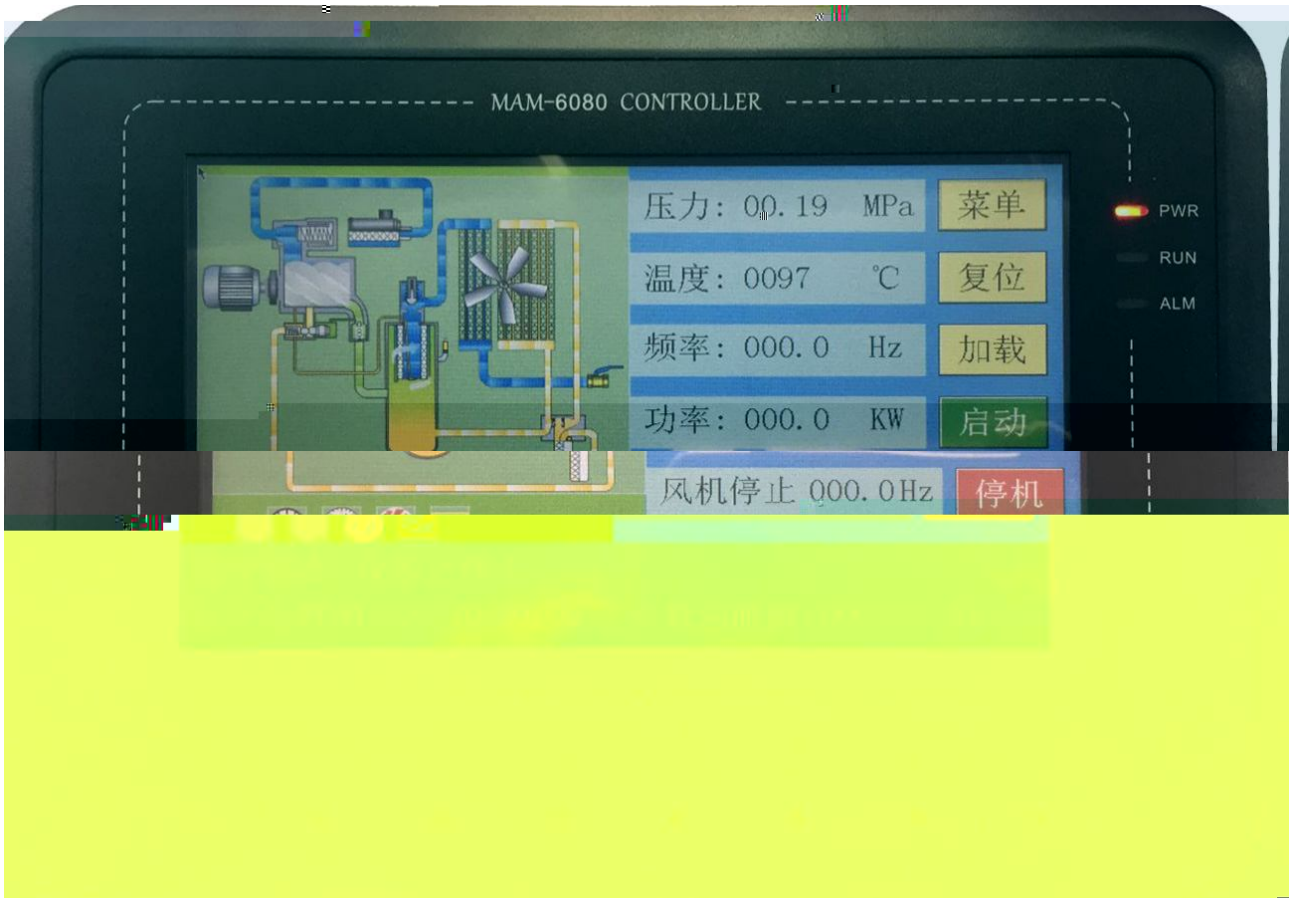 MAM-6080 CONTROLLER
压力: 00.19 MPa 菜单
PWR
温度: 0097 ℃ 复位
RUN
ALM
频率: 000.0 Hz 加载
功率: 000.0 KW 启动
风机停止 000.0Hz 停机